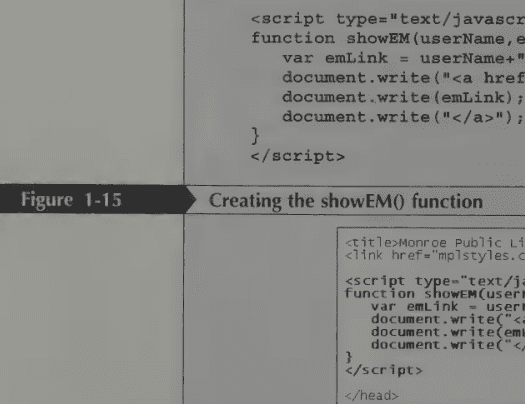 <script type="text/javascr
function showEM(userName,e
var emLink = userName+"
document.write("<a href
document.write(emLink);
document.write("</a>");
}
</script>
Figure 1-15
Creating the showEM() function
<title>Monroe Public Li
<link href="mplstyles.c
<script type="text/ja
function showEM(user
var emLink = user
document.write("<a
document.write(em
document.write("</
}
</script>
</head>